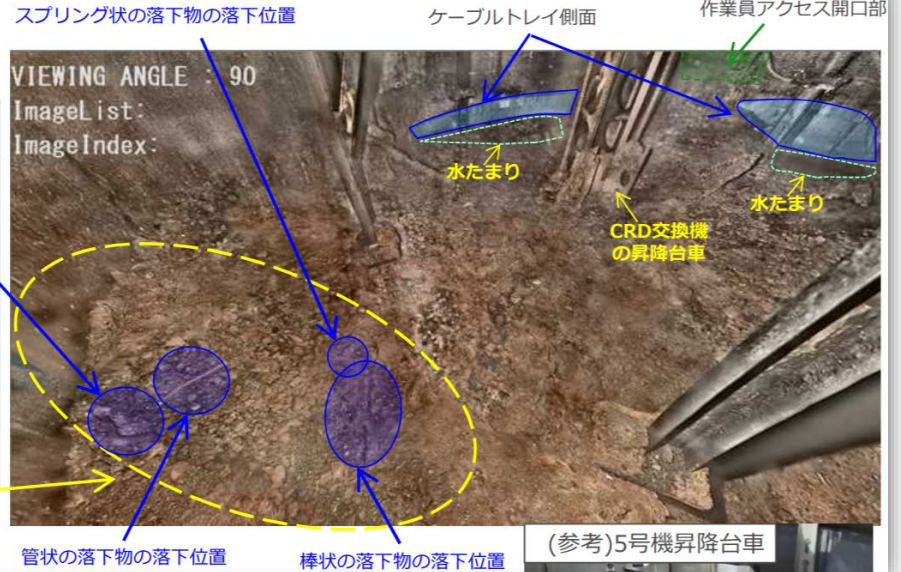 スプリング状の落下物の落下位置
ケーブルトレイ側面
作業員アクセス開口部
VIEWING ANGLE : 90
ImageList:
ImageIndex:
水たまり
水たまり
CRD交換機
の昇降台車
管状の落下物の落下位置
棒状の落下物の落下位置
(参考)5号機昇降台車